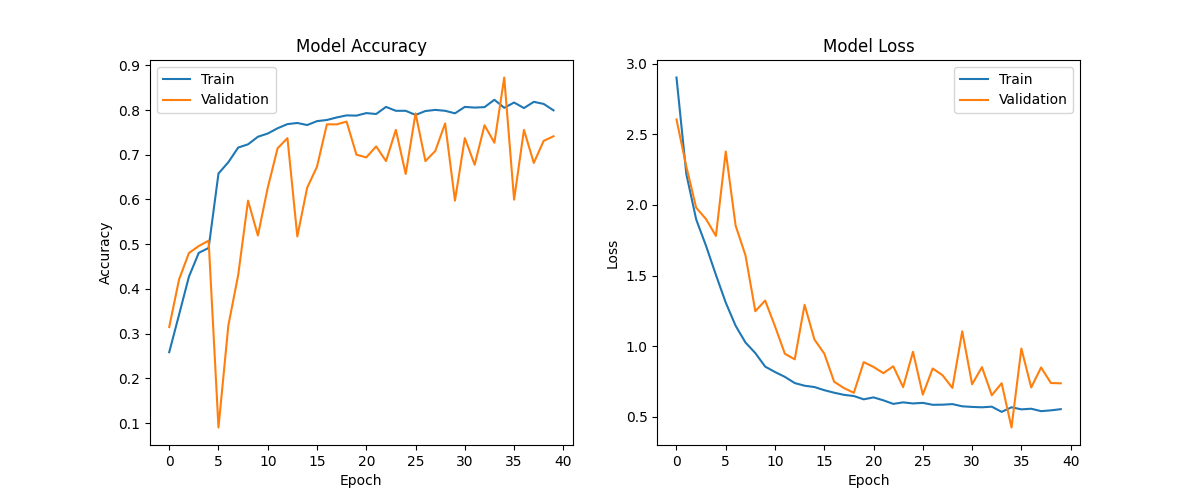 Model Accuracy
Train
Validation
0.9
0.8
0.7
0.6
0.5
0.4
0.3
0.2
0.1
Accuracy
0 5 10 15 20 25 30 35 40
Epoch
Model Loss
Train
Validation
3.0
2.5
2.0
1.5
1.0
0.5
Loss
0 5 10 15 20 25 30 35 40
Epoch